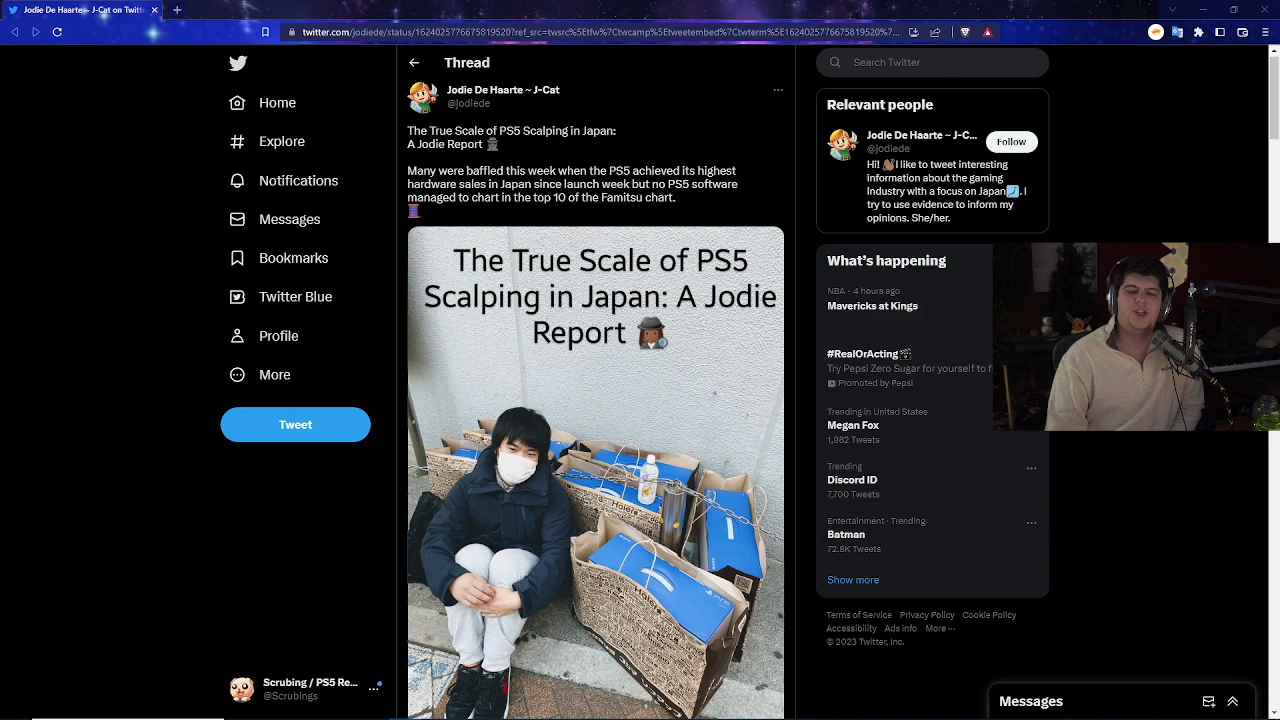 Jodie De Haarte ~ J-Cat on Twitt
twitter.com/jodiede/status/1624025776675819520?ref_src=twsrc%5Etfw%7Ctwcamp%5Etweetembed%7Ctwterm%5E1624025776675819520%7...
Home
Explore
Notifications
Messages
Bookmarks
Twitter Blue
Profile
More
Tweet
Scrubing / PS5 Re...
@Scrubings
Thread
Jodie De Haarte ~ J-Cat
@jodiede
The True Scale of PS5 Scalping in Japan:
A Jodie Report
Many were baffled this week when the PS5 achieved its highest
hardware sales in Japan since launch week but no PS5 software
managed to chart in the top 10 of the Famitsu chart.
The True Scale of PS5
Scalping in Japan: A Jodie
Report
Search Twitter
Relevant people
Jodie De Haarte ~ J-C...
@jodiede
Follow
Hi! I like to tweet interesting
information about the gaming
industry with a focus on Japan. I
try to use evidence to inform my
opinions. She/her.
What's happening
NBA · 4 hours ago
Mavericks at Kings
#RealOrActing
Try Pepsi Zero Sugar for yourself to f
Promoted by Pepsi
Trending in United States
Megan Fox
1,982 Tweets
Trending
Discord ID
7,700 Tweets
Entertainment · Trending
Batman
72.8K Tweets
Show more
Terms of Service Privacy Policy Cookie Policy
Accessibility Ads info More ...
© 2023 Twitter, Inc.
Messages